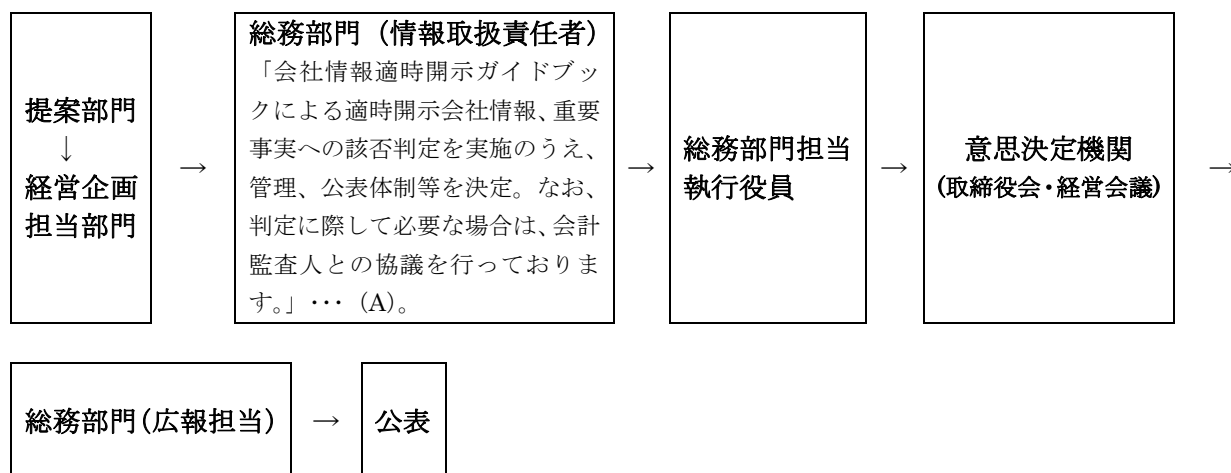 提案部門
↓
経営企画
担当部門
→
総務部門（情報取扱責任者）
「会社情報適時開示ガイドブッ
クによる適時開示会社情報、重要
事実への該否判定を実施のうえ、
管理、公表体制等を決定。なお、
判定に際して必要な場合は、会計
監査人との協議を行っておりま
す。」･･･（A）。
→
総務部門担当
執行役員
→
意思決定機関
(取締役会･経営会議)
→
総務部門(広報担当)
→
公表